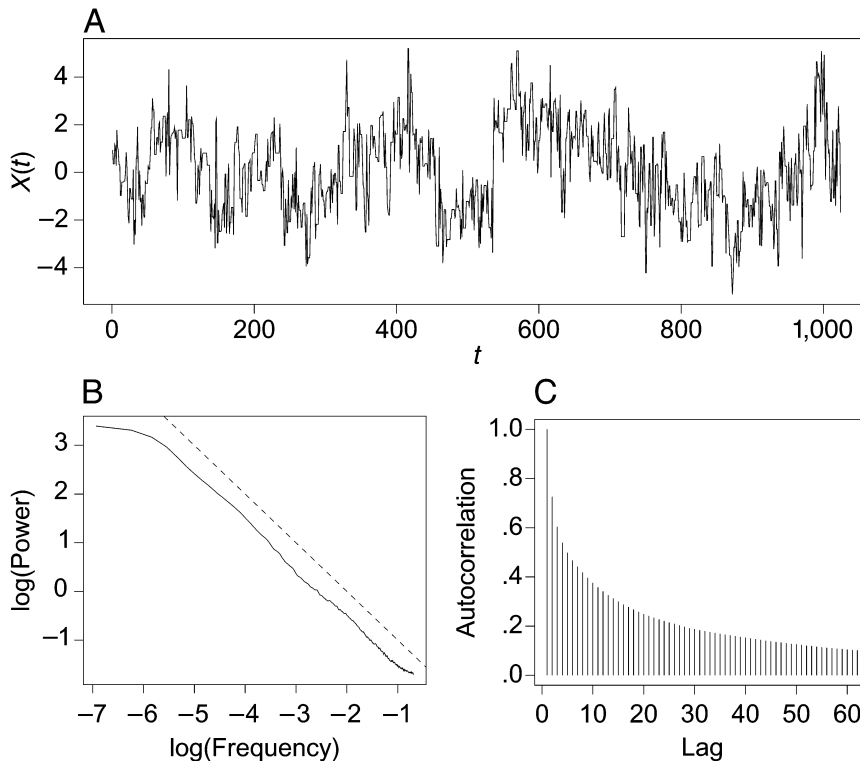 A
4
2
0
−2
−4
X(t)
0 200 400 600 800 1,000
t
B
3
2
1
0
−1
log(Power)
−7 −6 −5 −4 −3 −2 −1
log(Frequency)
C
1.0
.8
.6
.4
.2
.0
Autocorrelation
0 10 20 30 40 50 60
Lag